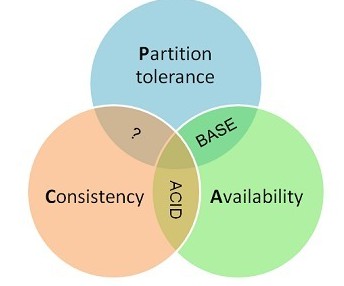 Partition
tolerance
?
BASE
Consistency
ACID
Availability